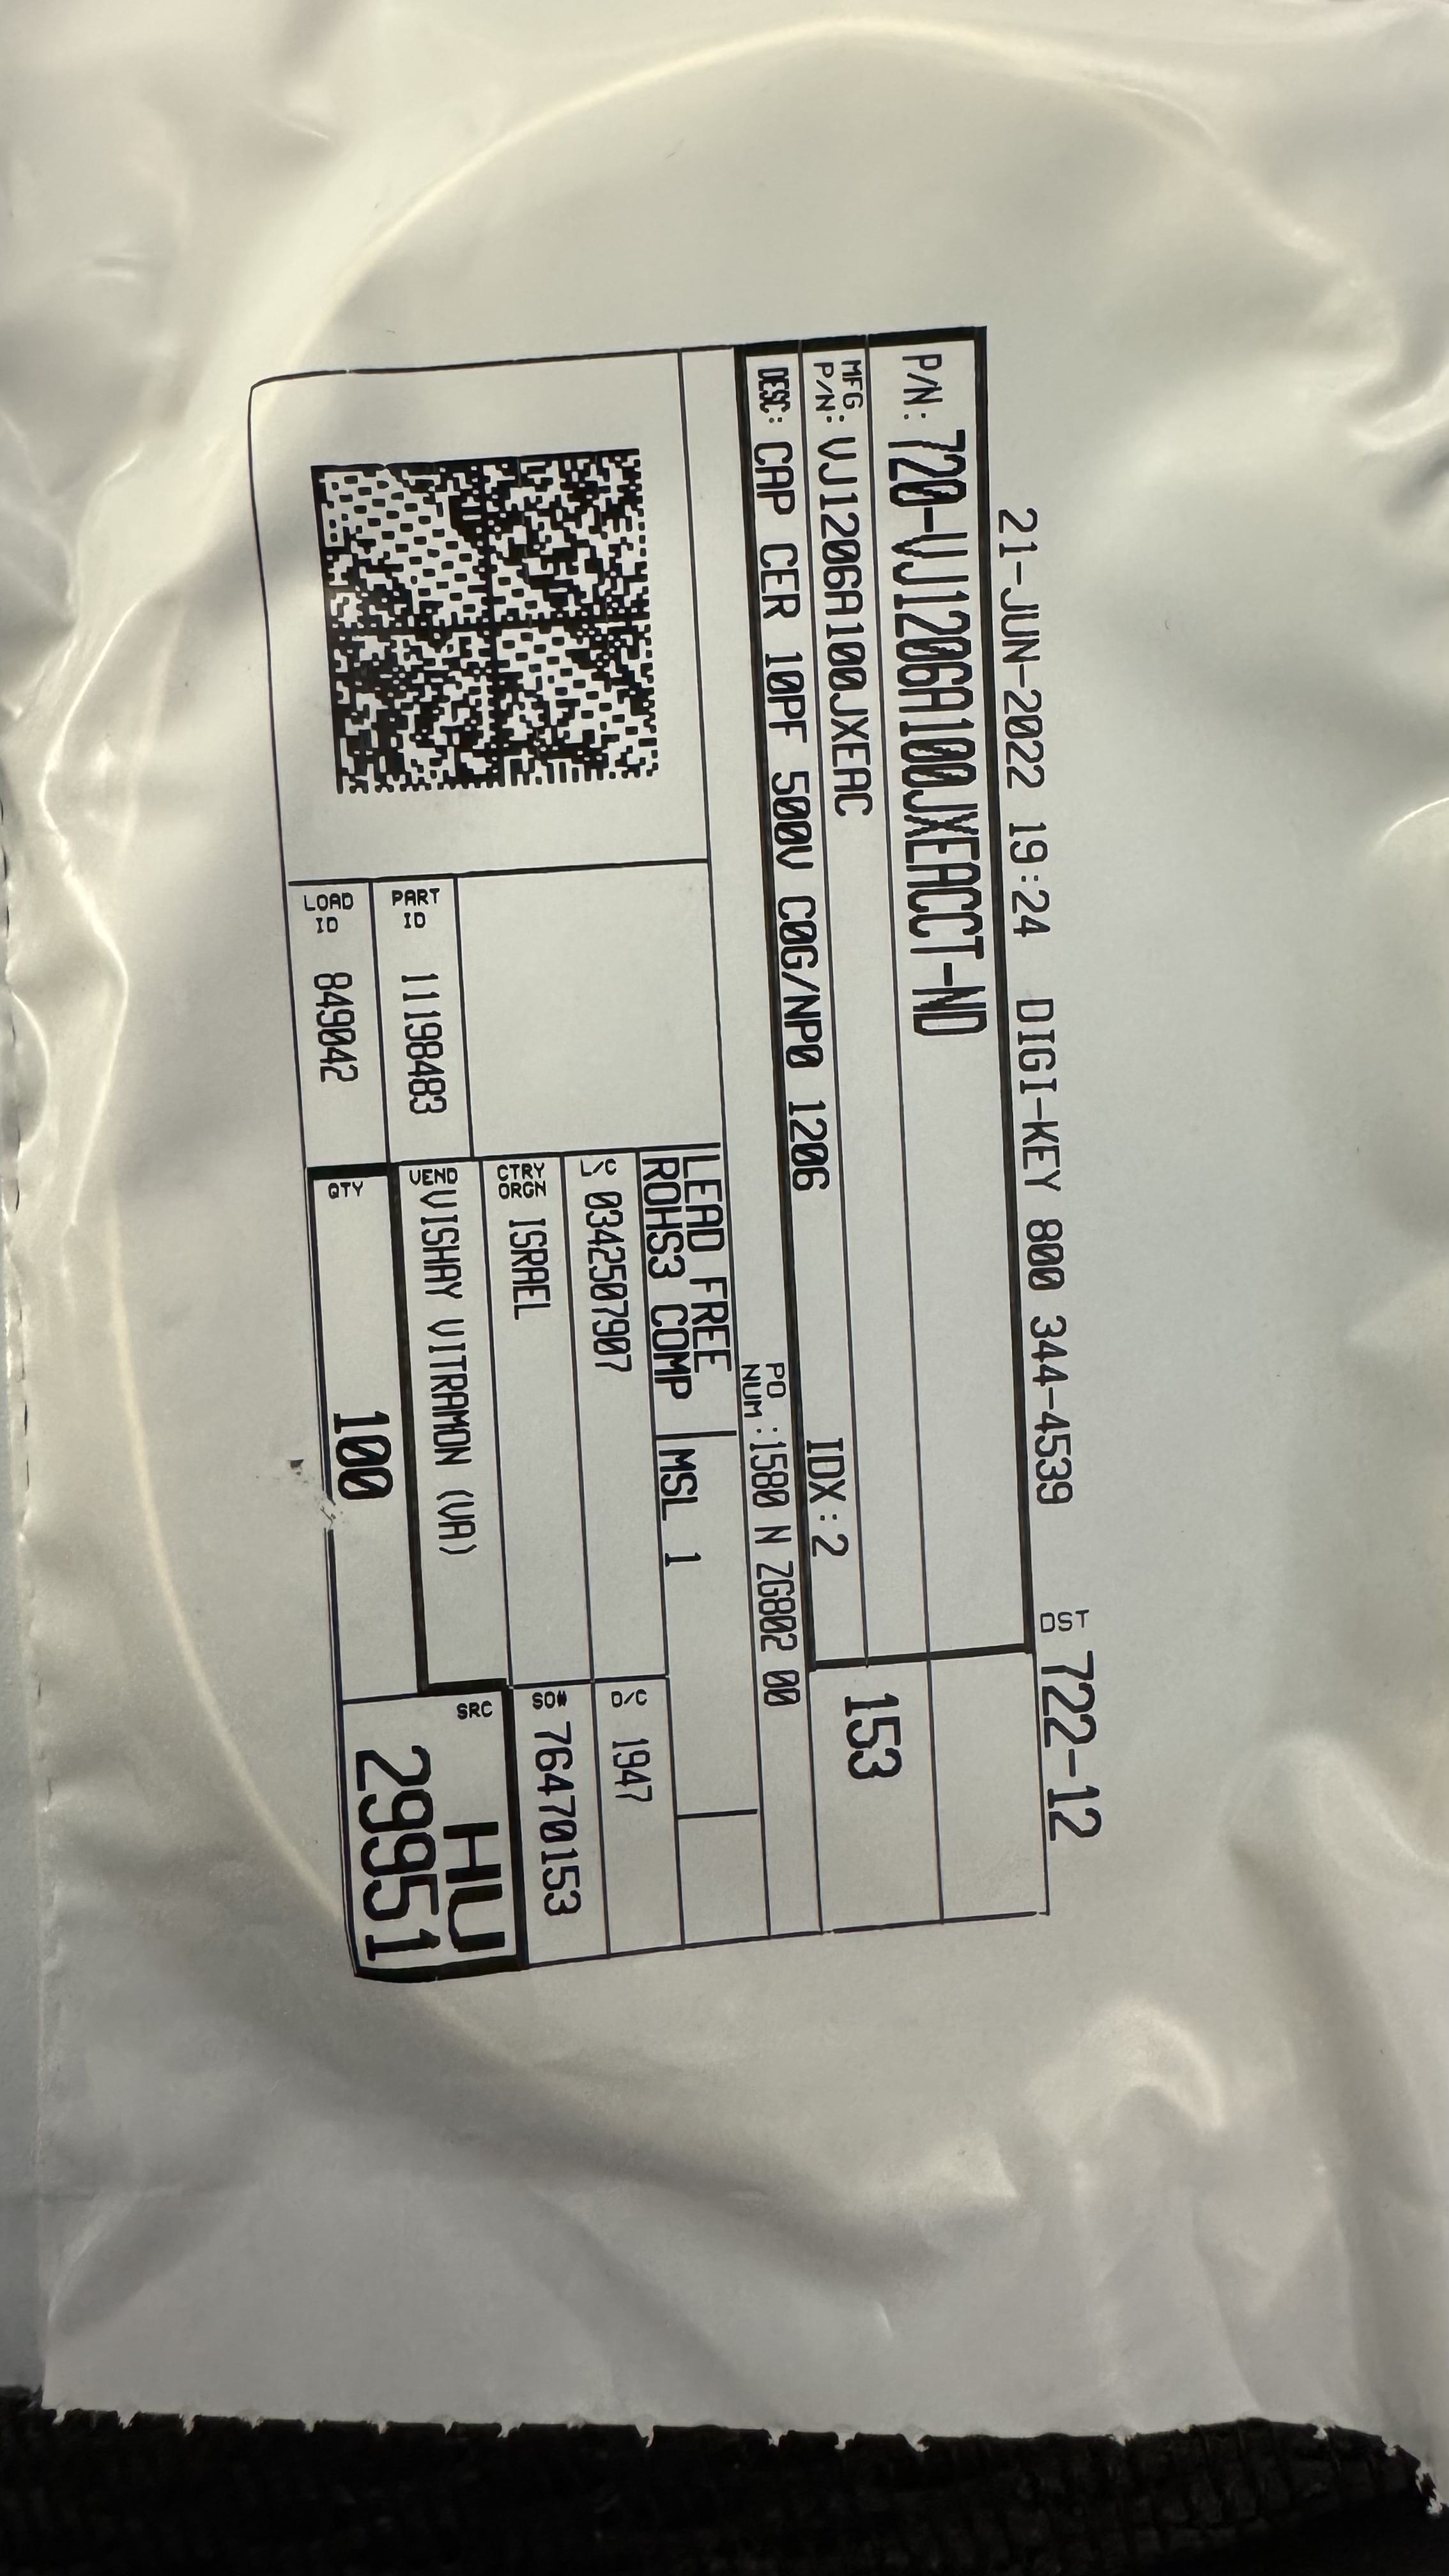 21-JUN-2022 19:24 DIGI-KEY 800 344-4539 DST 722-12
P/N: 720-VJ1206A100JXEACCT-ND
MFG P/N: VJ1206A100JXEAC
153
DESC: CAP CER 10PF 500V C0G/NP0 1206 IDX:2
PO NUM:1580 N ZG802 00
LEAD FREE
ROHS3 COMP MSL 1
L/C 0342507907
D/C 1947
CTRY ORGN ISRAEL
SO# 76470153
PART ID 11198483
VEND VISHAY VITRAMON (VA)
LOAD ID 849042
QTY 100
SRC HU
29951